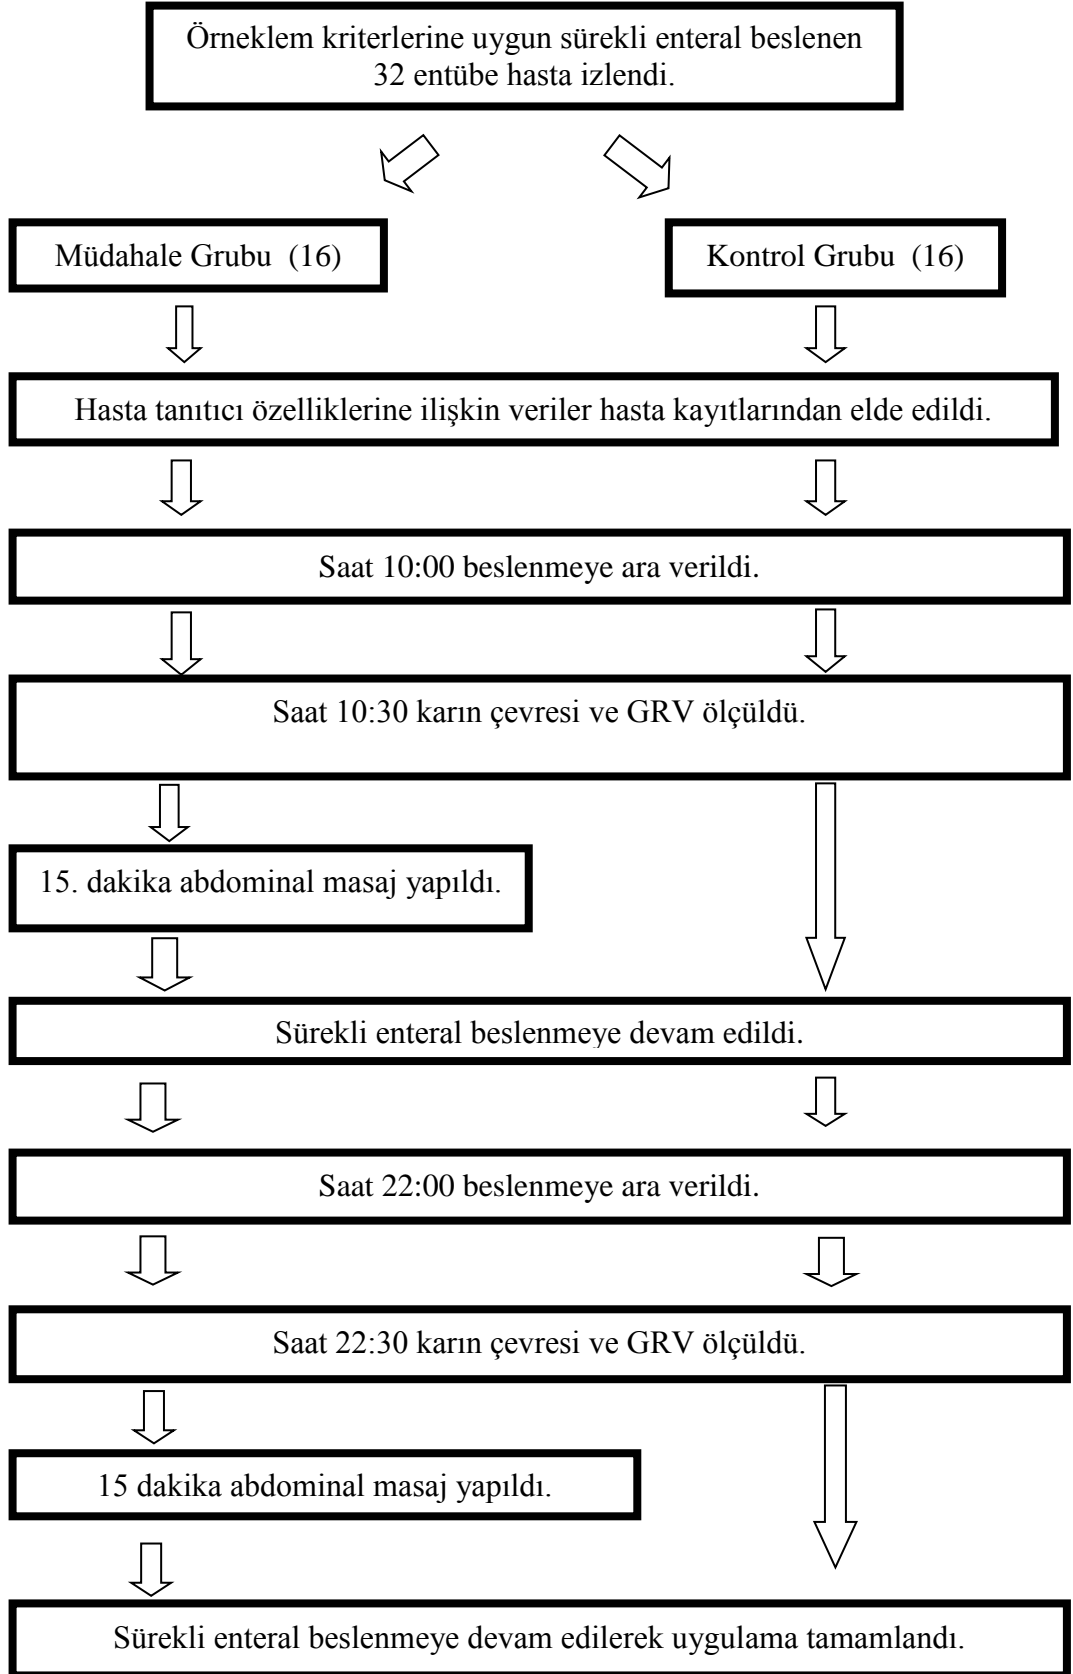 Örneklem kriterlerine uygun sürekli enteral beslenen
32 entübe hasta izlendi.
Müdahale Grubu (16)
Kontrol Grubu (16)
Hasta tanıtıcı özelliklerine ilişkin veriler hasta kayıtlarından elde edildi.
Saat 10:00 beslenmeye ara verildi.
Saat 10:30 karın çevresi ve GRV ölçüldü.
15. dakika abdominal masaj yapıldı.
Sürekli enteral beslenmeye devam edildi.
Saat 22:00 beslenmeye ara verildi.
Saat 22:30 karın çevresi ve GRV ölçüldü.
15 dakika abdominal masaj yapıldı.
Sürekli enteral beslenmeye devam edilerek uygulama tamamlandı.